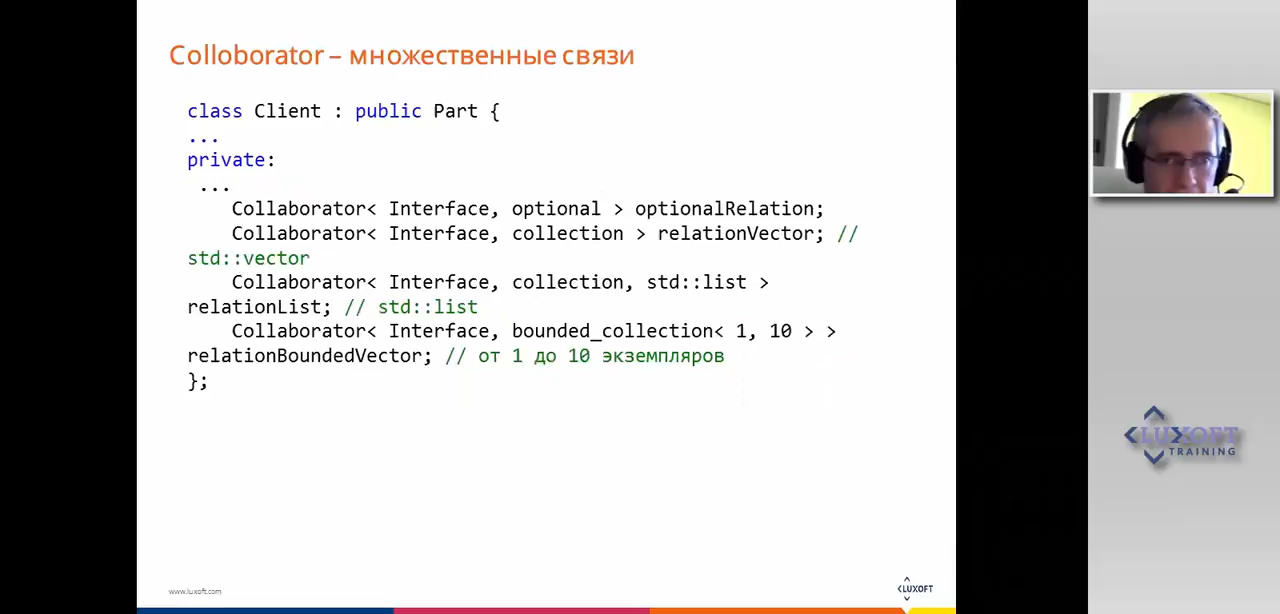 Colloborator – множественные связи
class Client : public Part {
...
private:
...
Collaborator< Interface, optional > optionalRelation;
Collaborator< Interface, collection > relationVector; //
std::vector
Collaborator< Interface, collection, std::list >
relationList; // std::list
Collaborator< Interface, bounded_collection< 1, 10 > >
relationBoundedVector; // от 1 до 10 экземпляров
};
www.luxoft.com
LUXOFT
LUXOFT
TRAINING